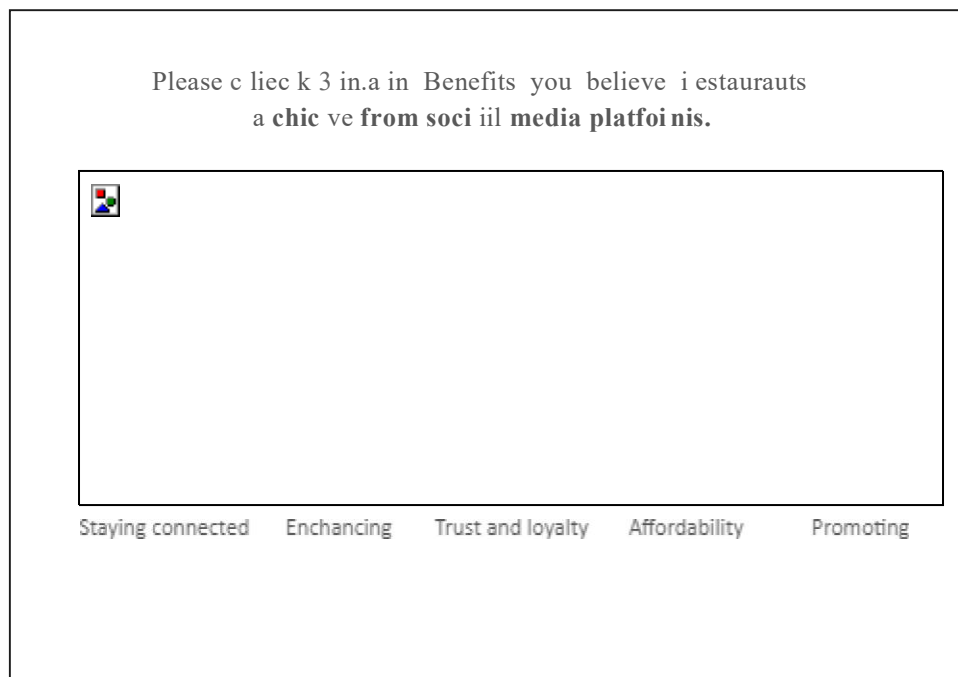 Please c liec k 3 in.a in Benefits you believe i estaurauts
a chic ve from soci iil media platfoi nis.
Staying connected Enchancing Trust and loyalty Affordability Promoting